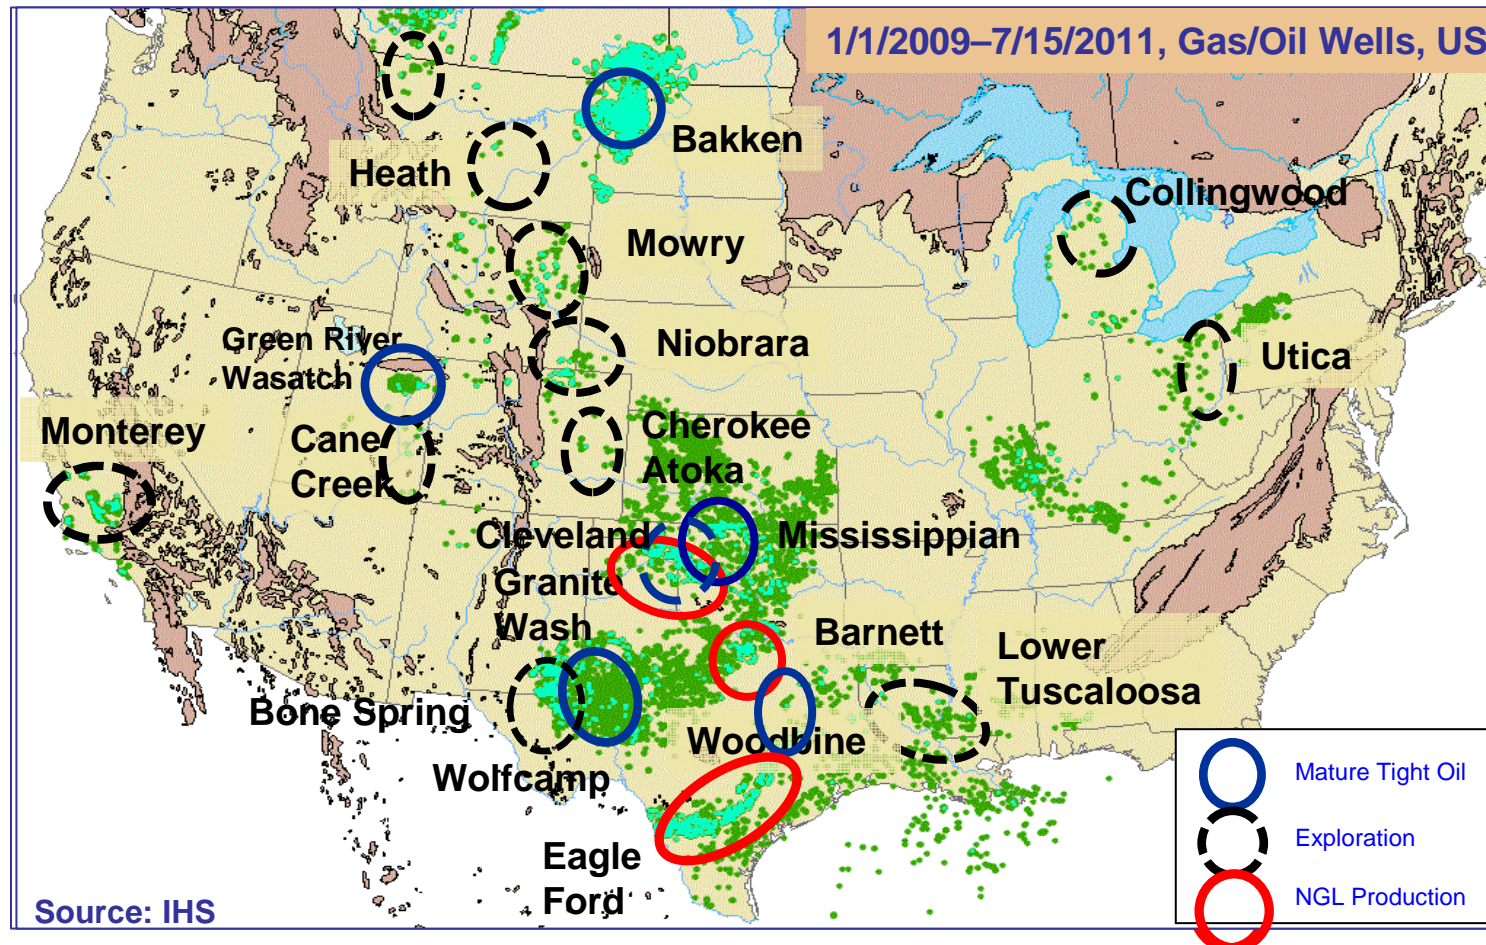 1/1/2009–7/15/2011, Gas/Oil Wells, US
Bakken
Heath
Collingwood
Mowry
Green River
Wasatch
Niobrara
Utica
Monterey
Cane
Creek
Cherokee
Atoka
Cleveland
Mississippian
Granite
Wash
Barnett
Lower
Tuscaloosa
Bone Spring
Woodbine
Wolfcamp
Eagle
Ford
Mature Tight Oil
Exploration
NGL Production
Source: IHS